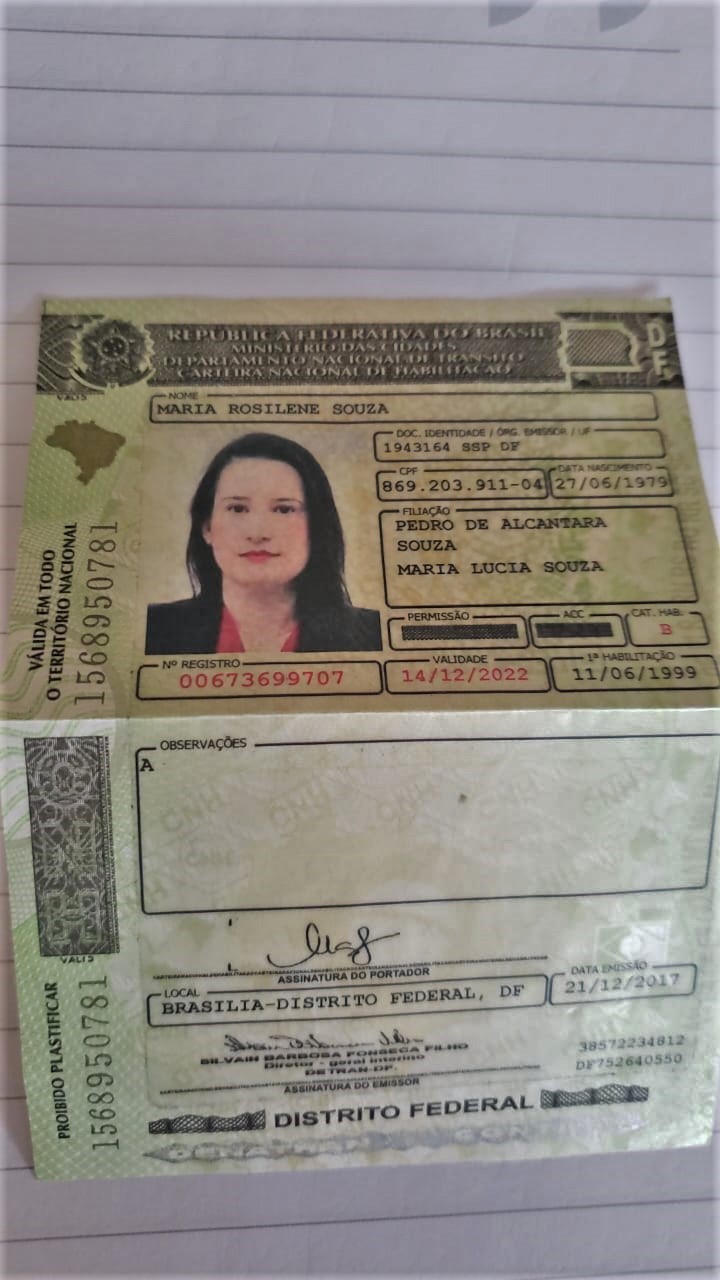 REPÚBLICA FEDERATIVA DO BRASIL
MINISTÉRIO DAS CIDADES
DEPARTAMENTO NACIONAL DE TRÂNSITO
CARTEIRA NACIONAL DE HABILITAÇÃO
DF
NOME
MARIA ROSILENE SOUZA
DOC. IDENTIDADE / ÓRG. EMISSOR / UF
1943164 SSP DF
CPF
869.203.911-04
DATA NASCIMENTO
27/06/1979
FILIAÇÃO
PEDRO DE ALCANTARA
SOUZA
MARIA LUCIA SOUZA
PERMISSÃO
ACC
CAT. HAB.
B
Nº REGISTRO
00673699707
VALIDADE
14/12/2022
1ª HABILITAÇÃO
11/06/1999
VÁLIDA EM TODO
O TERRITÓRIO NACIONAL
1568950781
OBSERVAÇÕES
A
CNH CNH CNH CNH
ASSINATURA DO PORTADOR
LOCAL
BRASILIA-DISTRITO FEDERAL, DF
DATA EMISSÃO
21/12/2017
SILVAIN BARBOSA FONSECA FILHO
Diretor - geral interino
DETRAN-DF.
ASSINATURA DO EMISSOR
38572234812
DF752640550
DISTRITO FEDERAL
PROIBIDO PLASTIFICAR
1568950781